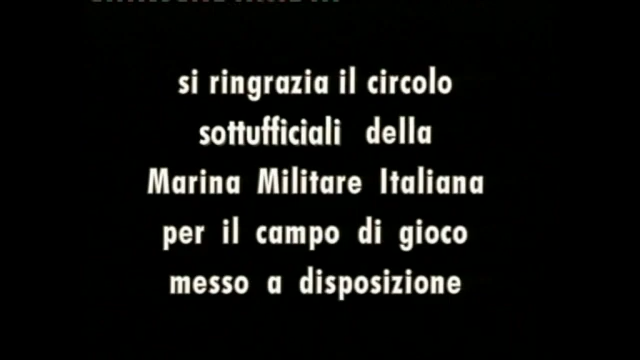 si ringrazia il circolo
sottufficiali della
Marina Militare Italiana
per il campo di gioco
messo a disposizione